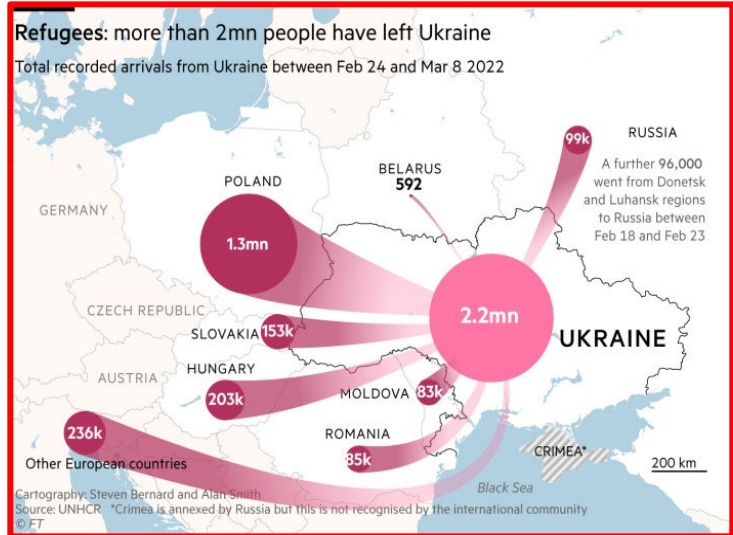 Refugees: more than 2mn people have left Ukraine
Total recorded arrivals from Ukraine between Feb 24 and Mar 8 2022
99k
RUSSIA
A further 96,000
went from Donetsk
and Luhansk regions
to Russia between
Feb 18 and Feb 23
BELARUS
592
POLAND
1.3mn
GERMANY
2.2mn
UKRAINE
CZECH REPUBLIC
SLOVAKIA
153k
HUNGARY
203k
AUSTRIA
MOLDOVA
83k
ROMANIA
85k
236k
Other European countries
CRIMEA*
200 km
Black Sea
Cartography: Steven Bernard and Alan Smith
Source: UNHCR *Crimea is annexed by Russia but this is not recognised by the international community
© FT